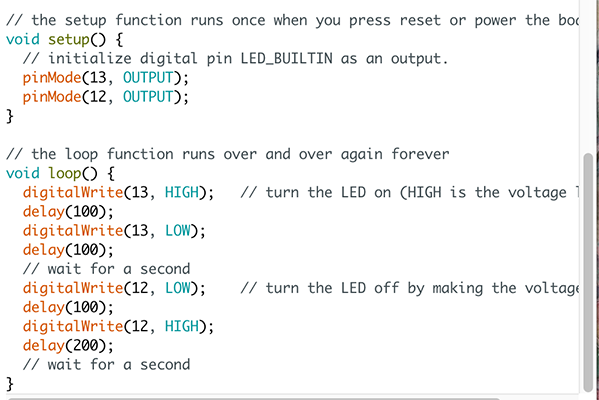 // the setup function runs once when you press reset or power the
void setup() {
  // initialize digital pin LED_BUILTIN as an output.
  pinMode(13, OUTPUT);
  pinMode(12, OUTPUT);
}

// the loop function runs over and over again forever
void loop() {
  digitalWrite(13, HIGH);   // turn the LED on (HIGH is the voltage
  delay(100);
  digitalWrite(13, LOW);
  delay(100);
  // wait for a second
  digitalWrite(12, LOW);    // turn the LED off by making the voltage
  delay(100);
  digitalWrite(12, HIGH);
  delay(200);
  // wait for a second
}